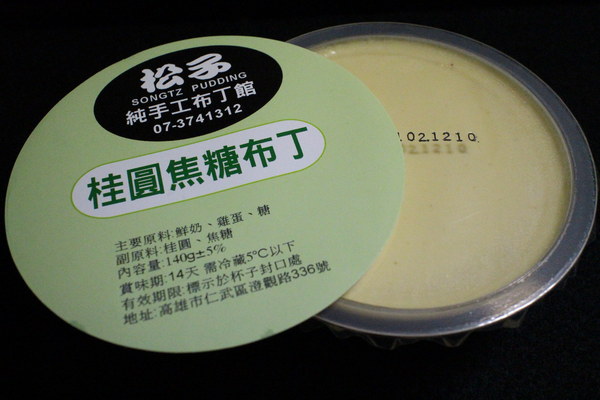 松子
SONGTZ PUDDING
純手工布丁館
07-3741312
桂圓焦糖布丁
主要原料:鮮奶、雞蛋、糖
副原料:桂圓、焦糖
內容量:140g±5%
賞味期:14天 需冷藏5°C以下
有效期限:標示於杯子封口處
地址:高雄市仁武區澄觀路336號
102.12.10